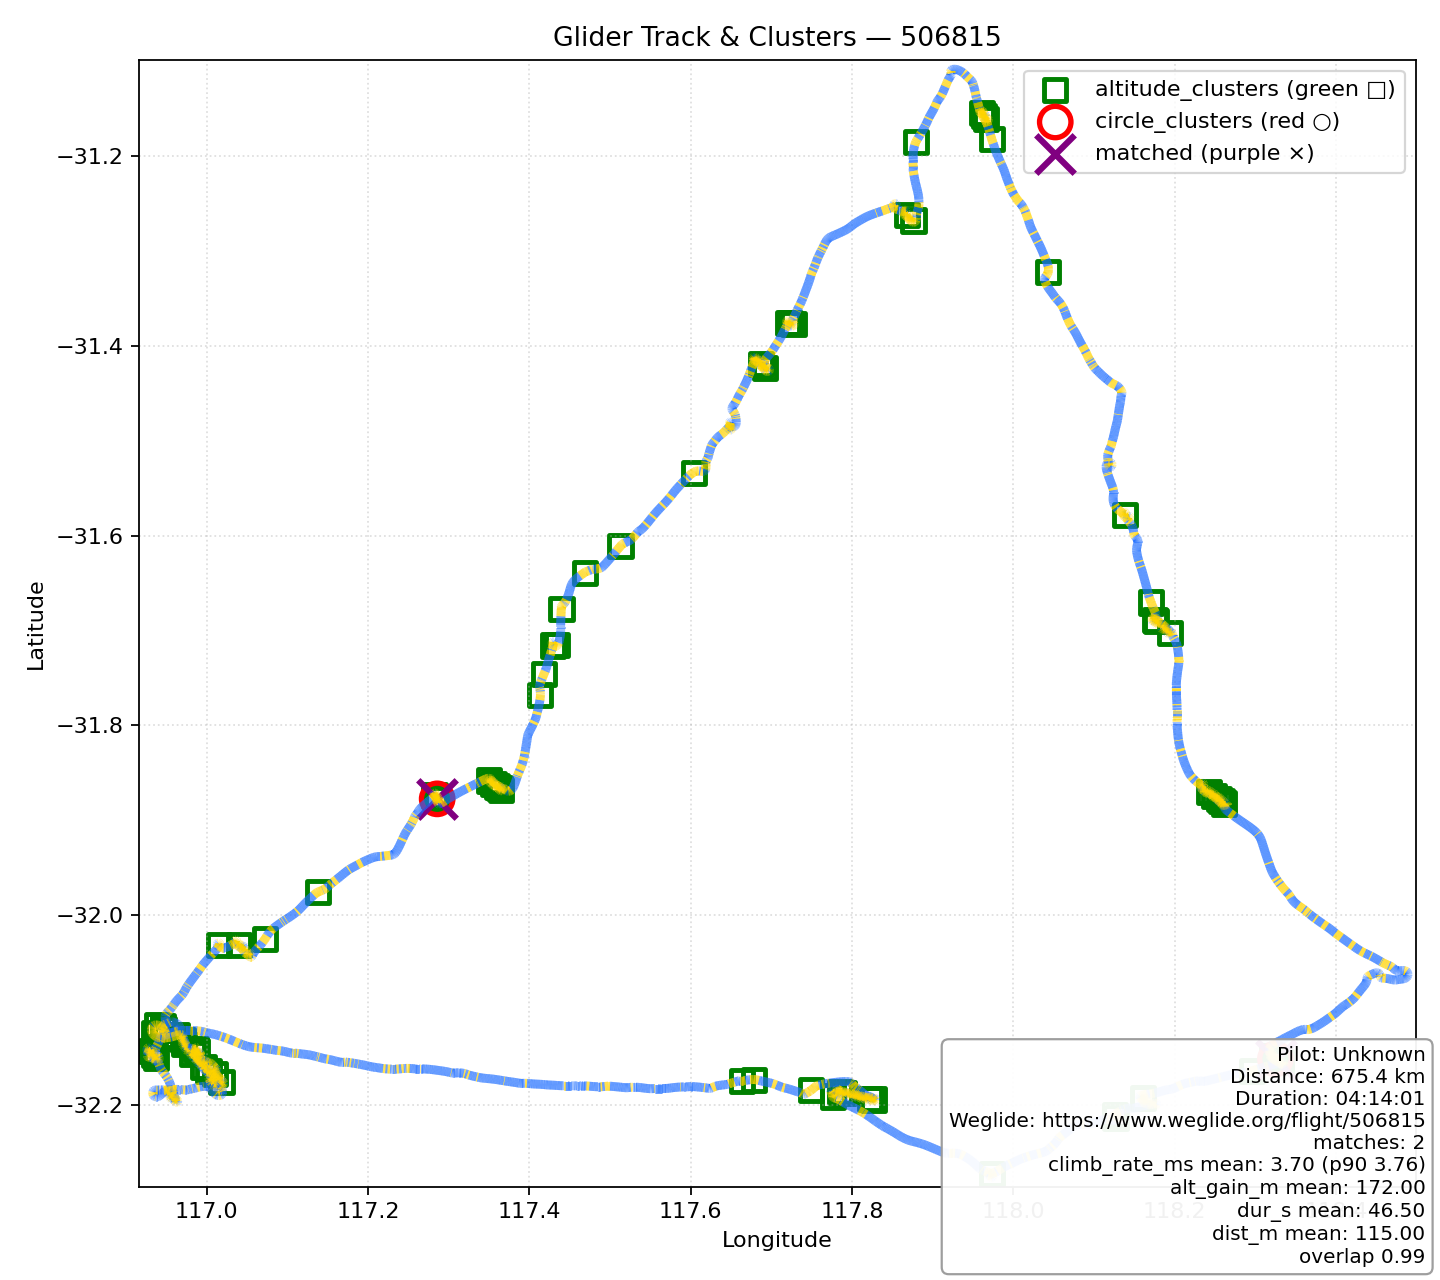 Glider Track & Clusters — 506815
altitude_clusters (green □)
circle_clusters (red ○)
matched (purple ×)
Latitude
−31.2
−31.4
−31.6
−31.8
−32.0
−32.2
117.0
117.2
117.4
117.6
117.8
118.0
118.2
Longitude
Pilot: Unknown
Distance: 675.4 km
Duration: 04:14:01
Weglide: https://www.weglide.org/flight/506815
matches: 2
climb_rate_ms mean: 3.70 (p90 3.76)
alt_gain_m mean: 172.00
dur_s mean: 46.50
dist_m mean: 115.00
overlap 0.99